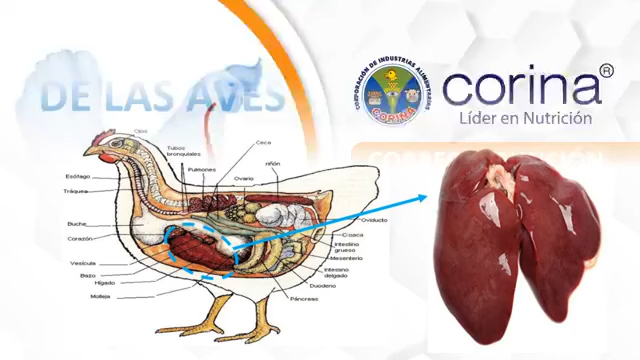 DE LAS AVES
CORPORACIÓN DE INDUSTRIAS ALIMENTARIAS
CORINA
corina®
Líder en Nutrición
Ojos
Tubos
bronquiales
Ceca
Pulmones
riñón
Esófago
Ovario
Tráquea
Buche
Oviducto
Corazón
Cloaca
Intestino
grueso
Mesenterio
Vesícula
Bazo
Intestino
delgado
Hígado
Duodeno
Molleja
Páncreas